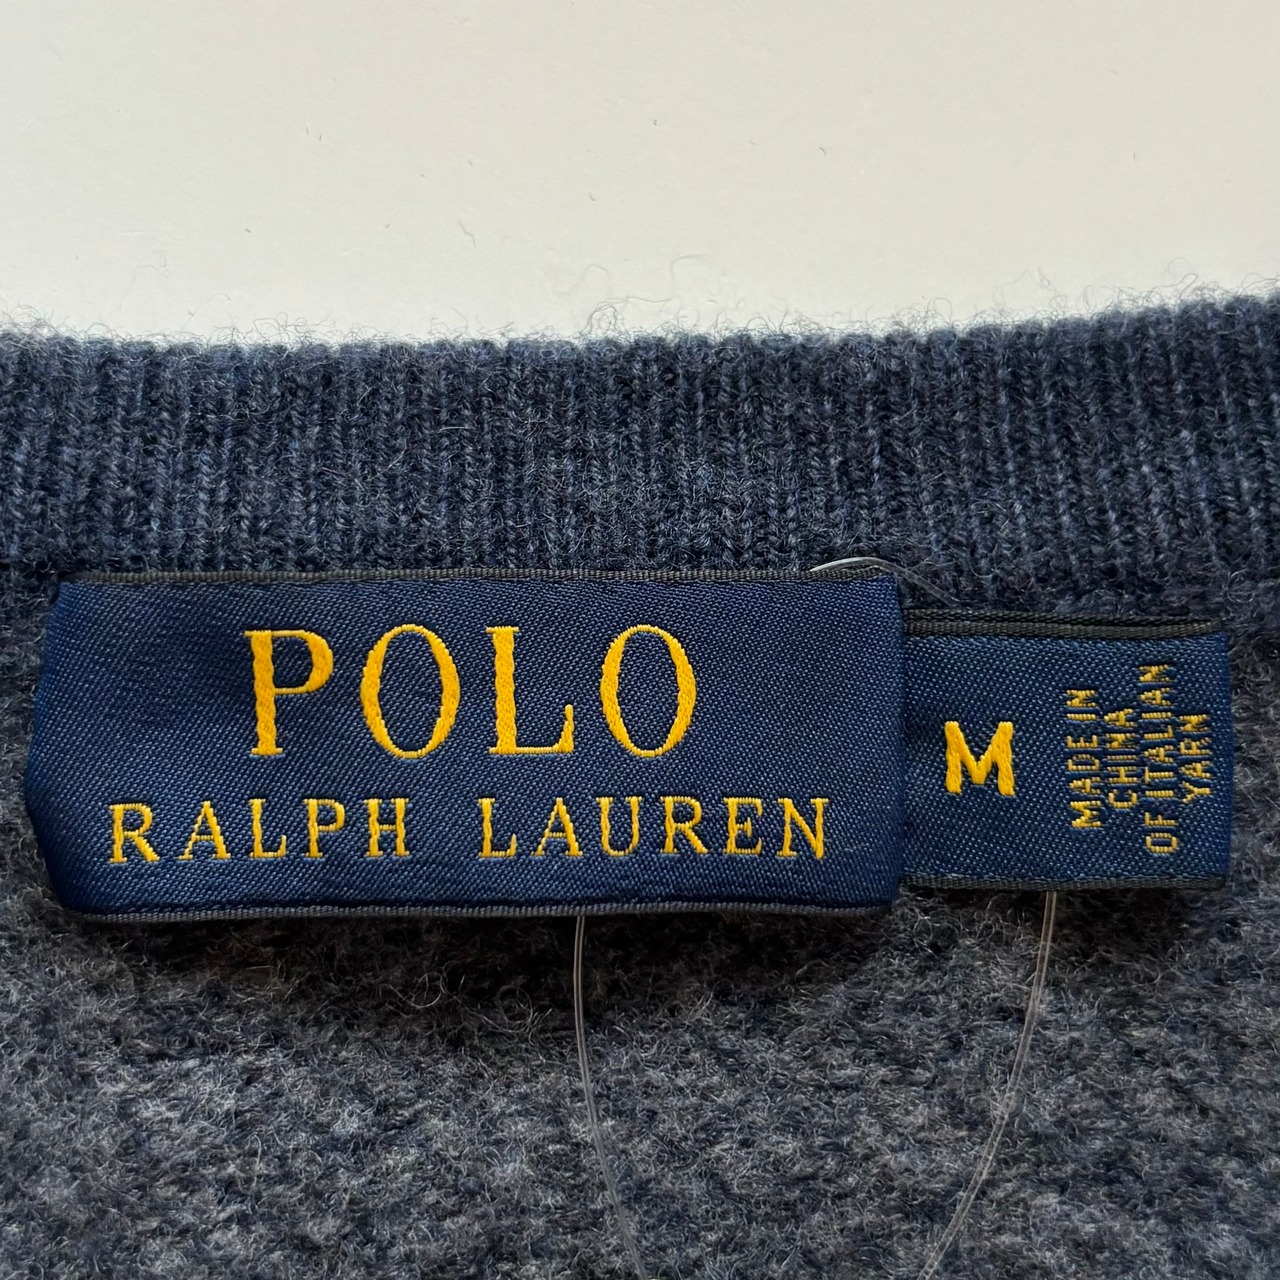 POLO
RALPH LAUREN
M
MADE IN
CHINA
OF ITALIAN
YARN